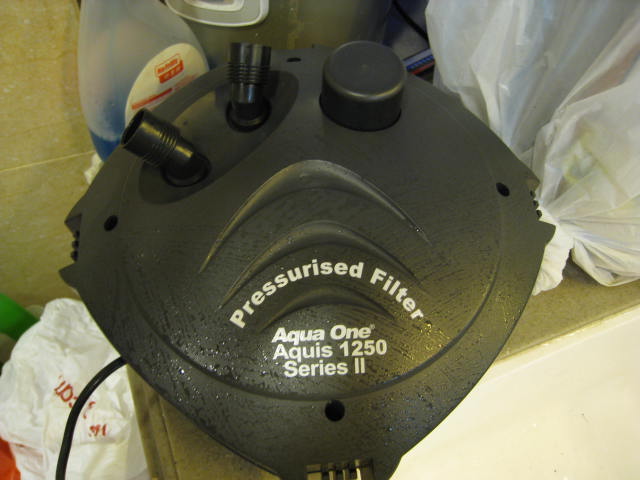 Pressurised Filter
Aqua One®
Aquis 1250
Series II